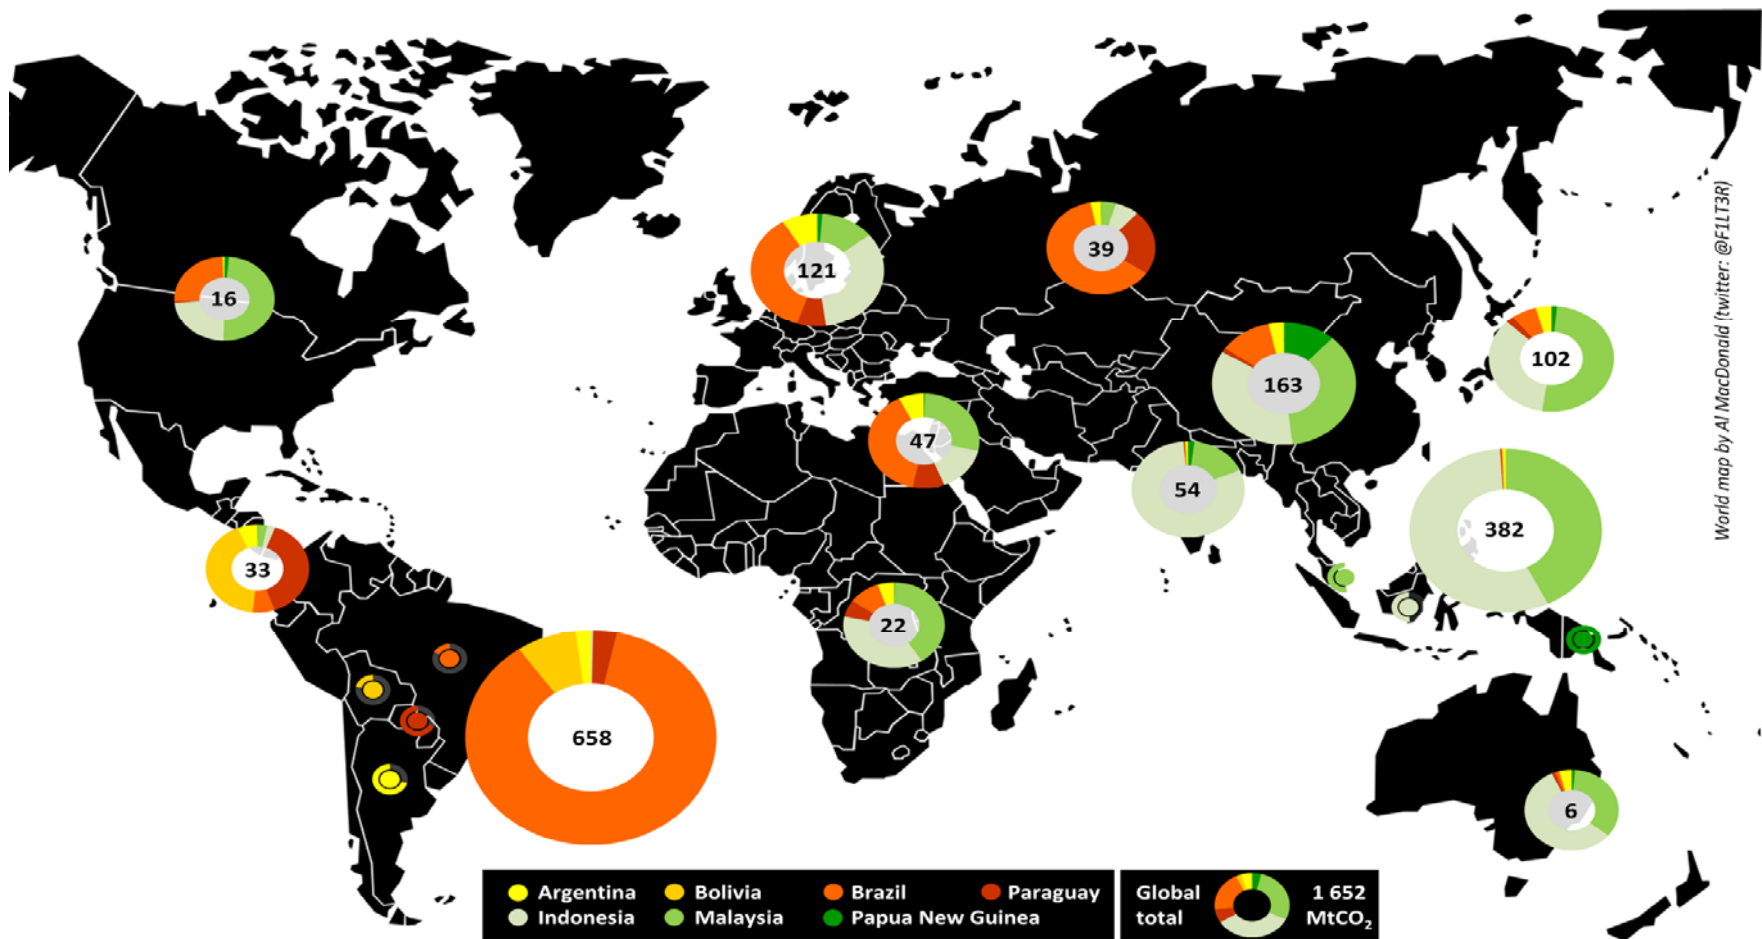 World map by Al MacDonald (twitter: @F1LT3R)
16
121
39
163
102
47
54
382
33
22
658
6
Argentina Bolivia Brazil Paraguay
Indonesia Malaysia Papua New Guinea
Global total
1 652 MtCO₂